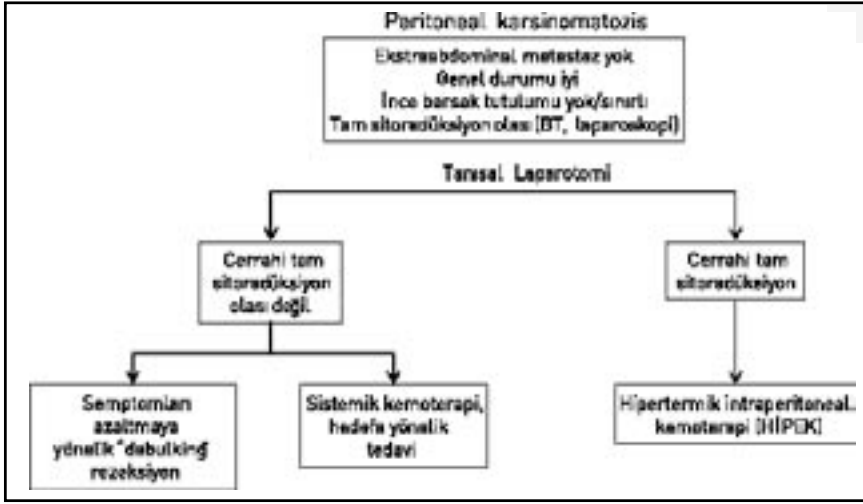 Peritoneal karsinomatozis
Ekstraabdominal metastaz yok
Genel durumu iyi
İnce barsak tutulumu yok/sınırlı
Tam sitoredüksiyon olası (BT, laparoskopi)
Tanısal Laparotomi
Cerrahi tam
sitoredüksiyon
olası değil
Cerrahi tam
sitoredüksiyon
Semptomları
azaltmaya
yönelik "debulking"
rezeksiyon
Sistemik kemoterapi,
hedefe yönelik
tedavi
Hipertermik intraperitoneal
kemoterapi (HİPEK)